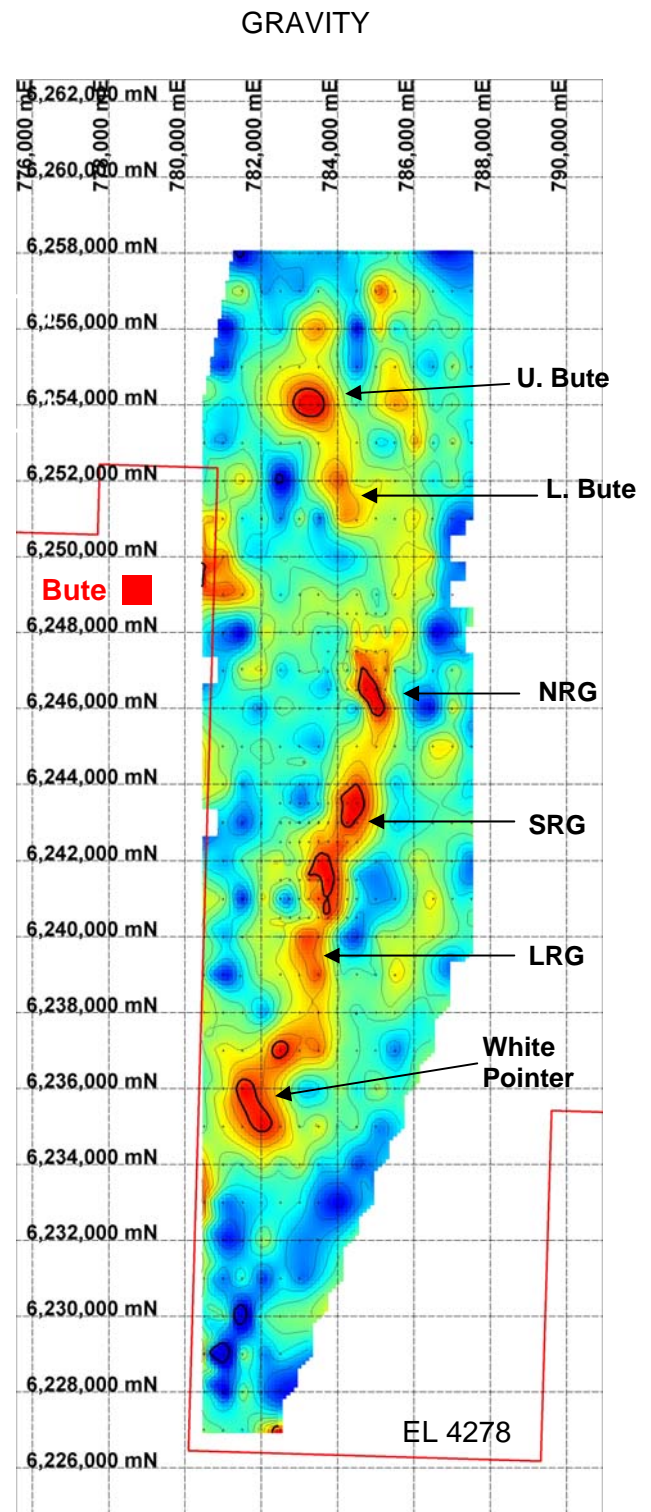 GRAVITY
776,000 mE
778,000 mE
780,000 mE
782,000 mE
784,000 mE
786,000 mE
788,000 mE
790,000 mE
6,262,000 mN
6,260,000 mN
6,258,000 mN
6,256,000 mN
6,254,000 mN
U. Bute
6,252,000 mN
L. Bute
6,250,000 mN
Bute
6,248,000 mN
NRG
6,246,000 mN
6,244,000 mN
SRG
6,242,000 mN
6,240,000 mN
LRG
6,238,000 mN
White
Pointer
6,236,000 mN
6,234,000 mN
6,232,000 mN
6,230,000 mN
6,228,000 mN
EL 4278
6,226,000 mN